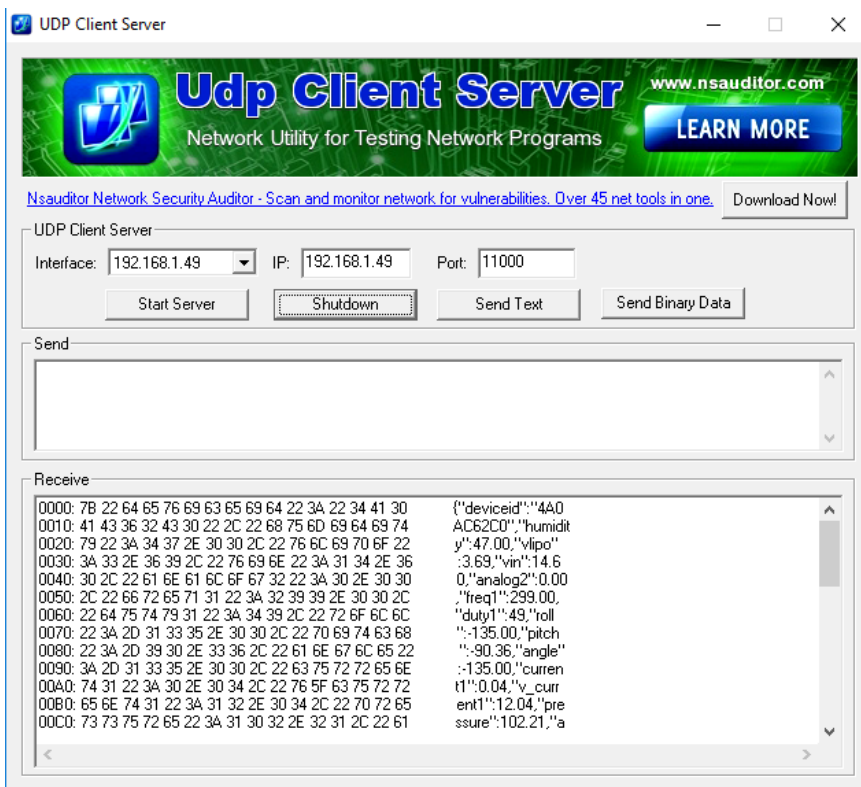 UDP Client Server
Udp Client Server
www.nsauditor.com
Network Utility for Testing Network Programs
LEARN MORE
Nsauditor Network Security Auditor - Scan and monitor network for vulnerabilities. Over 45 net tools in one.
Download Now!
UDP Client Server
Interface: 192.168.1.49 IP: 192.168.1.49 Port: 11000
Start Server Shutdown Send Text Send Binary Data
Send
Receive
0000: 7B 22 64 65 76 69 63 65 69 64 22 3A 22 34 41 30 {"deviceid":"4A0
0010: 41 43 36 32 43 30 22 2C 22 68 75 6D 69 64 69 74 AC62C0","humidit
0020: 79 22 3A 34 37 2E 30 30 2C 22 76 6C 69 70 6F 22 y":47.00,"vlipo"
0030: 3A 33 2E 36 39 2C 22 76 69 6E 22 3A 31 34 2E 36 :3.69,"vin":14.6
0040: 30 2C 22 61 6E 61 6C 6F 67 32 22 3A 30 2E 30 30 0,"analog2":0.00
0050: 2C 22 66 72 65 71 31 22 3A 32 39 39 2E 30 30 2C ,"freq1":299.00,
0060: 22 64 75 74 79 31 22 3A 34 39 2C 22 72 6F 6C 6C "duty1":49,"roll
0070: 22 3A 2D 31 33 35 2E 30 30 2C 22 70 69 74 63 68 ":-135.00,"pitch
0080: 22 3A 2D 39 30 2E 33 36 2C 22 61 6E 67 6C 65 22 ":-90.36,"angle"
0090: 3A 2D 31 33 35 2E 30 30 2C 22 63 75 72 72 65 6E :-135.00,"curren
00A0: 74 31 22 3A 30 2E 30 34 2C 22 76 5F 63 75 72 72 t1":0.04,"v_curr
00B0: 65 6E 74 31 22 3A 31 32 2E 30 34 2C 22 70 72 65 ent1":12.04,"pre
00C0: 73 73 75 72 65 22 3A 31 30 32 2E 32 31 2C 22 61 ssure":102.21,"a